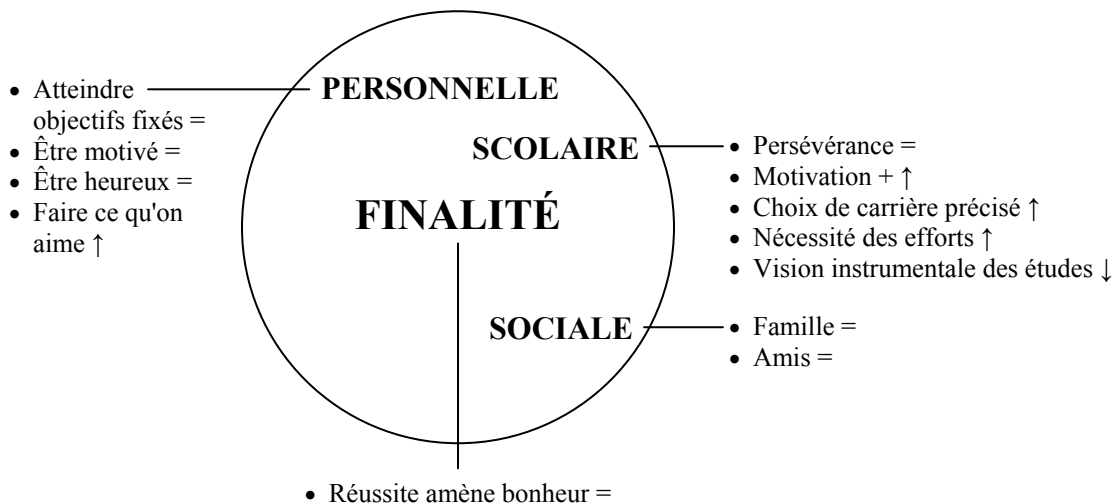 PERSONNELLE
• Atteindre
objectifs fixés =
• Être motivé =
• Être heureux =
• Faire ce qu'on
aime ↑
SCOLAIRE
• Persévérance =
• Motivation + ↑
• Choix de carrière précisé ↑
• Nécessité des efforts ↑
• Vision instrumentale des études ↓
FINALITÉ
SOCIALE
• Famille =
• Amis =
• Réussite amène bonheur =